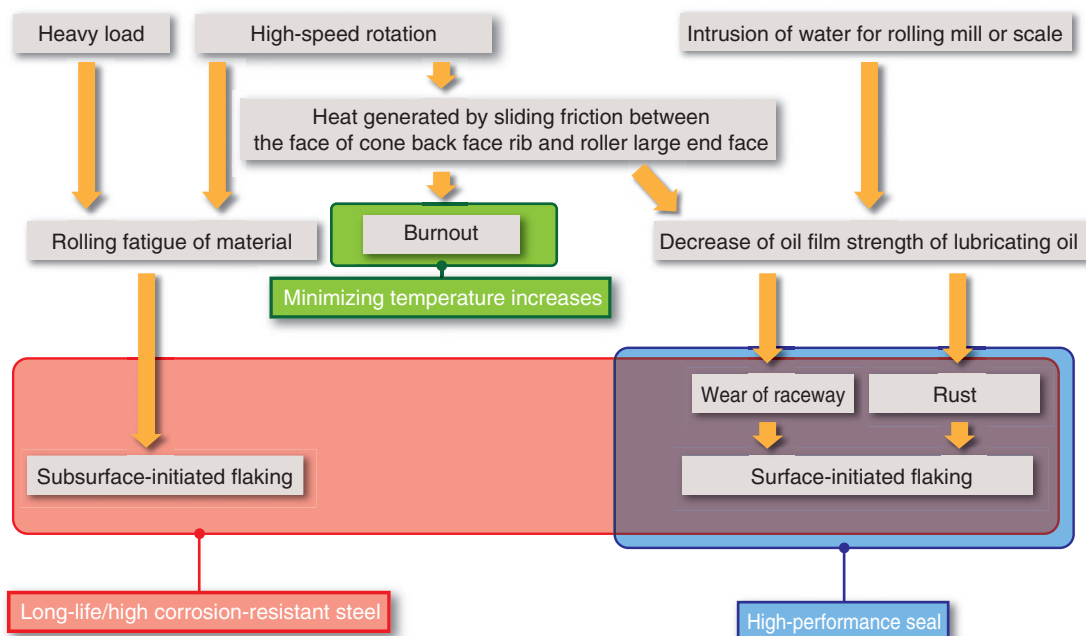 Heavy load
High-speed rotation
Intrusion of water for rolling mill or scale
Heat generated by sliding friction between
the face of cone back face rib and roller large end face
Rolling fatigue of material
Burnout
Decrease of oil film strength of lubricating oil
Minimizing temperature increases
Wear of raceway
Rust
Subsurface-initiated flaking
Surface-initiated flaking
Long-life/high corrosion-resistant steel
High-performance seal